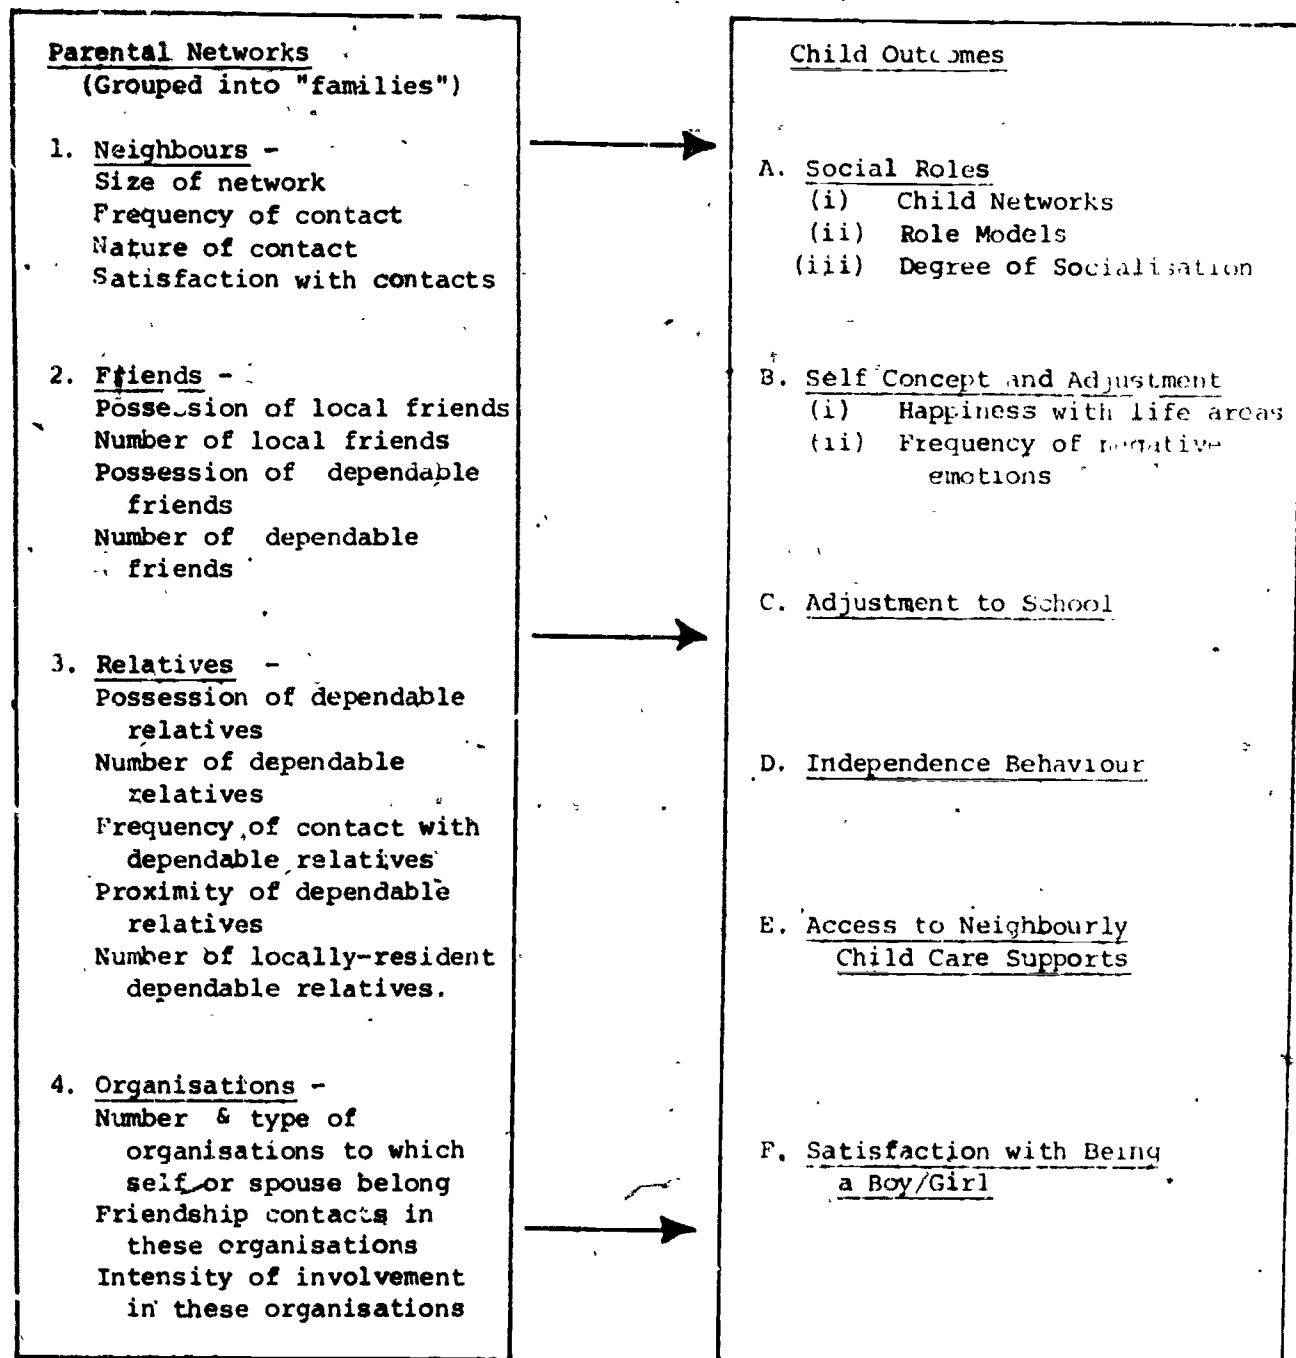 Parental Networks
(Grouped into "families")
1. Neighbours -
Size of network
Frequency of contact
Nature of contact
Satisfaction with contacts
2. Friends -
Possession of local friends
Number of local friends
Possession of dependable
friends
Number of dependable
friends
3. Relatives -
Possession of dependable
relatives
Number of dependable
relatives
Frequency of contact with
dependable relatives
Proximity of dependable
relatives
Number of locally-resident
dependable relatives.
4. Organisations -
Number & type of
organisations to which
self or spouse belong
Friendship contacts in
these organisations
Intensity of involvement
in these organisations
Child Outcomes
A. Social Roles
(i) Child Networks
(ii) Role Models
(iii) Degree of Socialisation
B. Self Concept and Adjustment
(i) Happiness with life areas
(ii) Frequency of negative
emotions
C. Adjustment to School
D. Independence Behaviour
E. Access to Neighbourly
Child Care Supports
F. Satisfaction with Being
a Boy/Girl